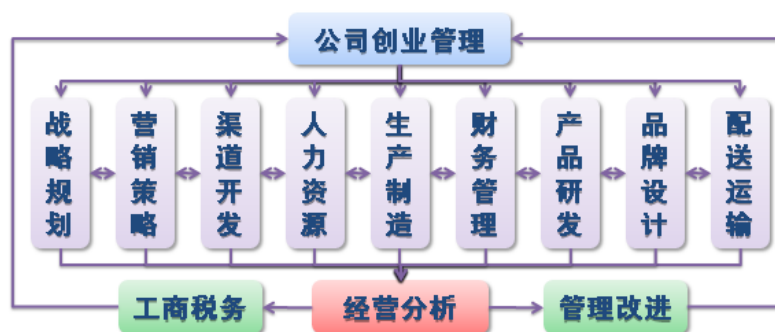 公司创业管理
战略规划
营销策略
渠道开发
人力资源
生产制造
财务管理
产品研发
品牌设计
配送运输
工商税务
经营分析
管理改进